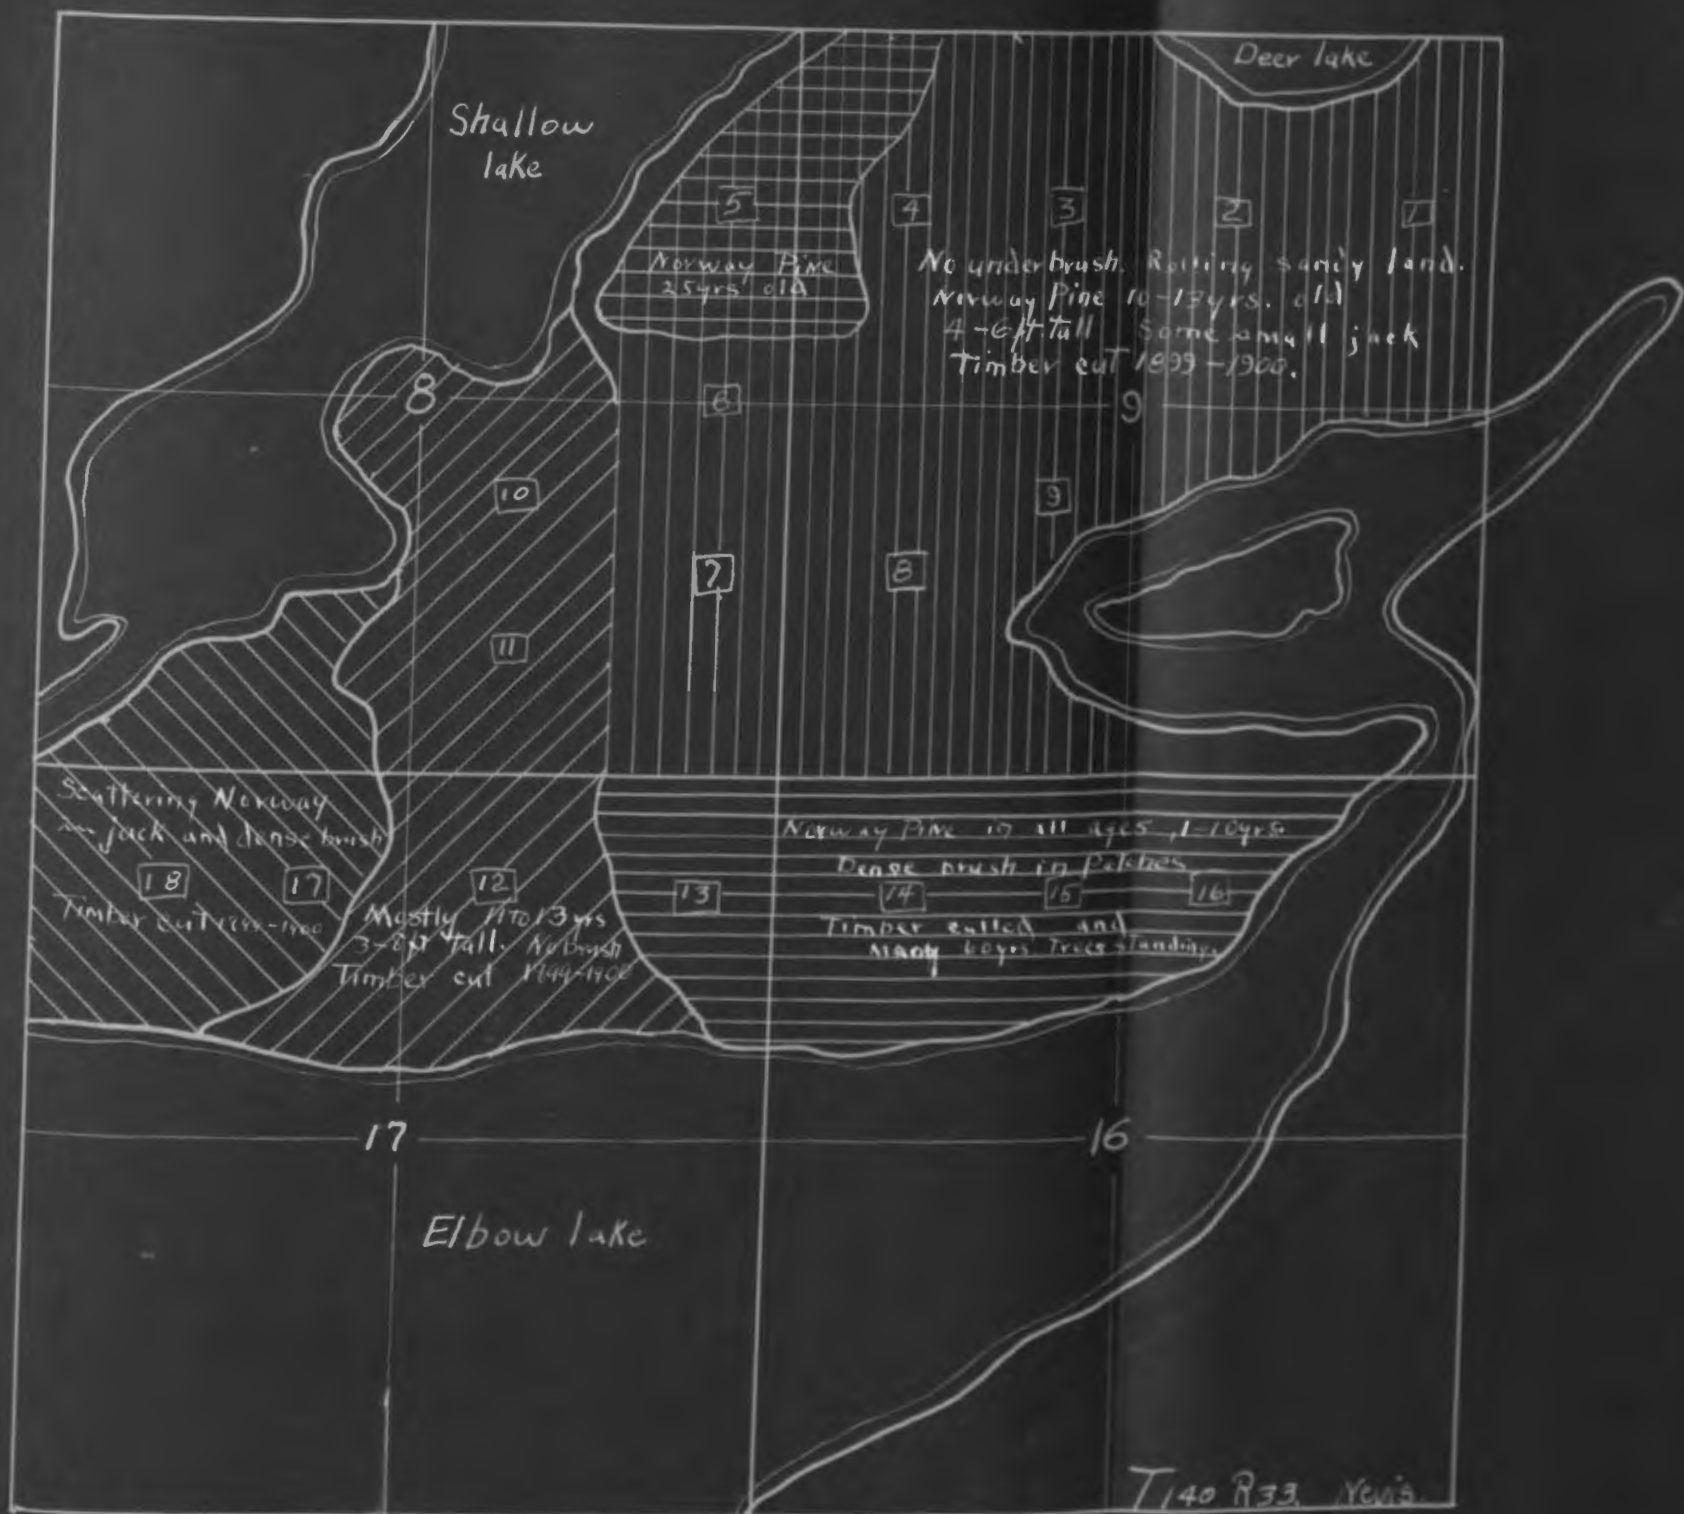 Deer lake
Shallow
lake
5
4
3
2
1
Norway Pine
25yrs old
No underbrush. Rolling sandy land.
Norway Pine 10-13yrs. old
4-6ft tall Some small jack
Timber cut 1899-1900.
8
6
9
10
9
7
8
11
Scattering Norway
in jack and dense brush
18
17
Timber cut 1899-1900
12
Mostly 11 to 13 yrs
3-8ft Tall. No Brush
Timber cut 1899-1900
Norway Pine in all ages, 1-10yrs
Dense brush in Patches
13
14
15
16
Timber culled and
Many 60yrs Trees standing.
17
16
Elbow lake
T140 R33. Nevis.